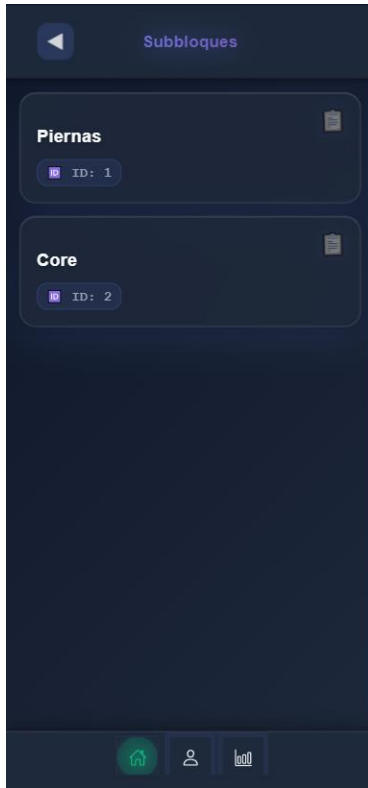 Subbloques
Piernas
ID ID: 1
Core
ID ID: 2